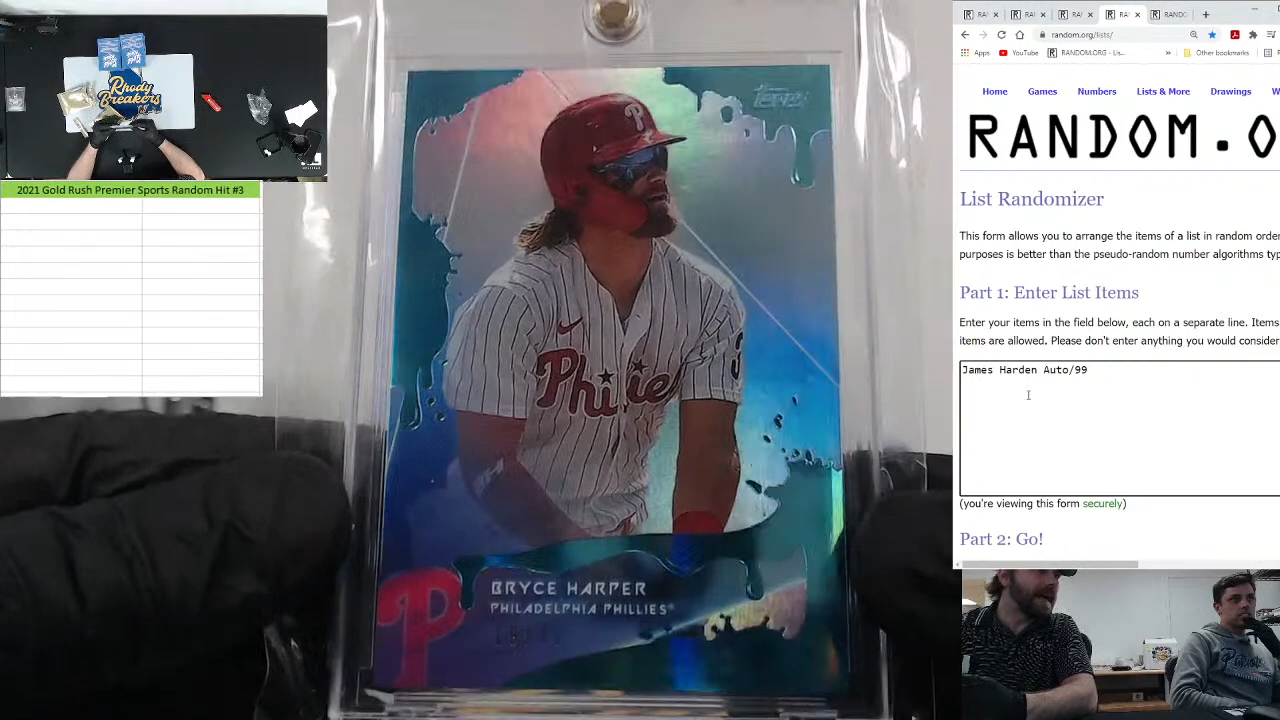 Rhody
Breakers
2021 Gold Rush Premier Sports Random Hit #3
Topps
P
Phillies
BRYCE HARPER
PHILADELPHIA PHILLIES®
P
random.org/lists/
Apps
YouTube
RANDOM.ORG - Lis...
Other bookmarks
Home
Games
Numbers
Lists & More
Drawings
W
RANDOM.O
List Randomizer
This form allows you to arrange the items of a list in random order
purposes is better than the pseudo-random number algorithms typ
Part 1: Enter List Items
Enter your items in the field below, each on a separate line. Items
items are allowed. Please don't enter anything you would consider
James Harden Auto/99
(you're viewing this form securely)
Part 2: Go!
Patriots